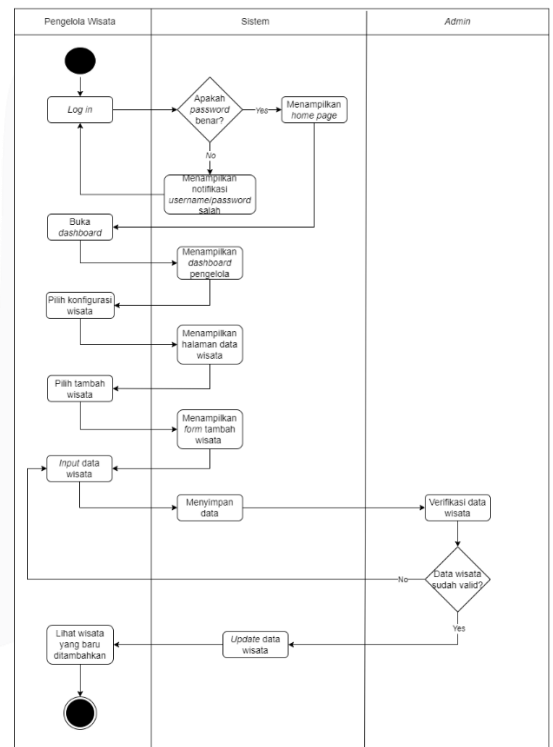 Pengelola Wisata
Sistem
Admin
Log in
Apakah
password
benar?
Yes
Menampilkan
home page
No
Menampilkan
notifikasi
username/password
salah
Buka
dashboard
Menampilkan
dashboard
pengelola
Pilih konfigurasi
wisata
Menampilkan
halaman data
wisata
Pilih tambah
wisata
Menampilkan
form tambah
wisata
Input data
wisata
Menyimpan
data
Verifikasi data
wisata
Data wisata
sudah valid?
No
Yes
Lihat wisata
yang baru
ditambahkan
Update data
wisata